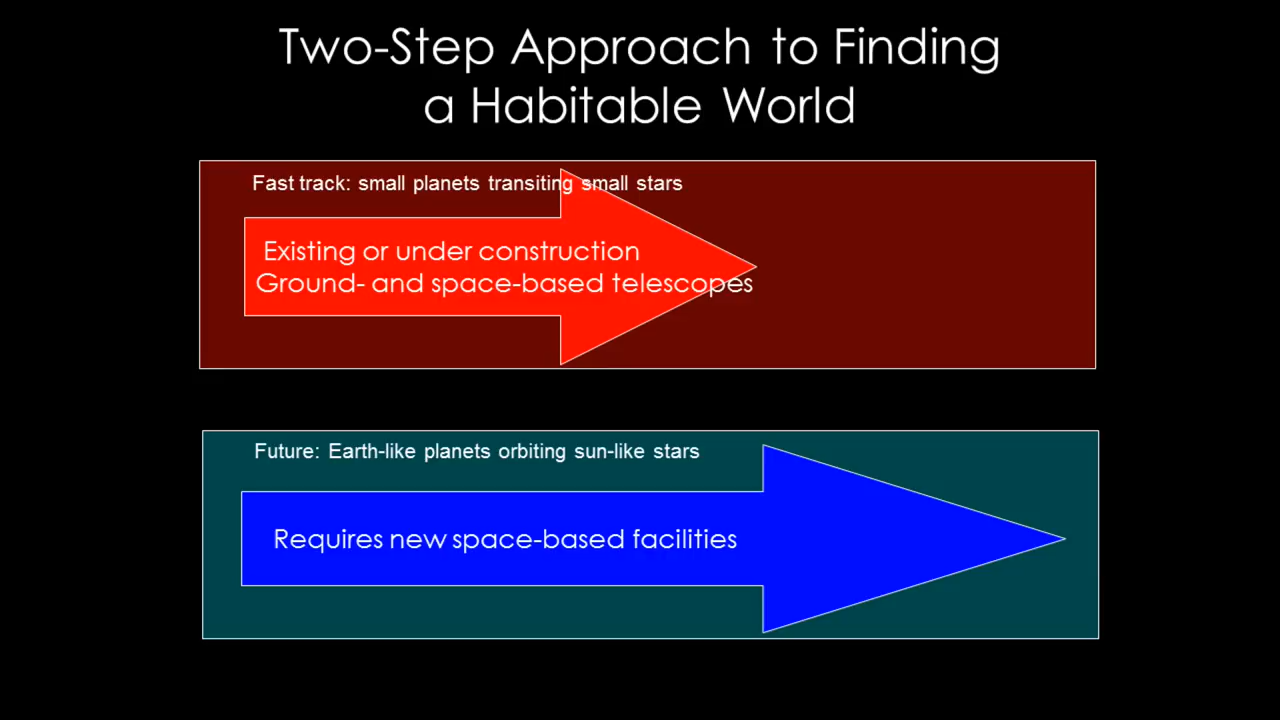 Two-Step Approach to Finding
a Habitable World
Fast track: small planets transiting small stars
Existing or under construction
Ground- and space-based telescopes
Future: Earth-like planets orbiting sun-like stars
Requires new space-based facilities